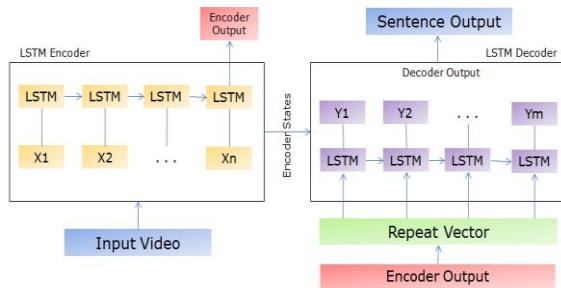 Encoder
Output
Sentence Output
LSTM Encoder
LSTM Decoder
Decoder Output
LSTM LSTM LSTM LSTM
X1 X2 . . . Xn
Encoder States
Y1 Y2 . . . Ym
LSTM LSTM LSTM LSTM
Input Video
Repeat Vector
Encoder Output